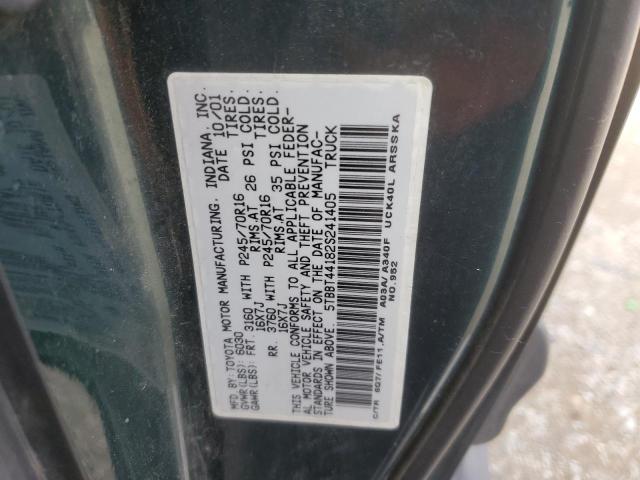 MFD BY: TOYOTA MOTOR MANUFACTURING, INDIANA, INC.
GVWR(LBS): 6030 DATE 10/01
GAWR(LBS): FRT. 3160 WITH P245/70R16 TIRES.
16X7J RIMS.AT 26 PSI COLD.
RR. 3760 WITH P245/70R16 TIRES.
16X7J RIMS.AT 35 PSI COLD.
THIS VEHICLE CONFORMS TO ALL APPLICABLE FEDER-
AL MOTOR VEHICLE SAFETY AND THEFT PREVENTION
STANDARDS IN EFFECT ON THE DATE OF MANUFAC-
TURE SHOWN ABOVE. 5TBBT44182S241405 TRUCK
C/TR 6Q7/FE11.A/TM A03A/A340F UCK40L ARSSKA
NO.952